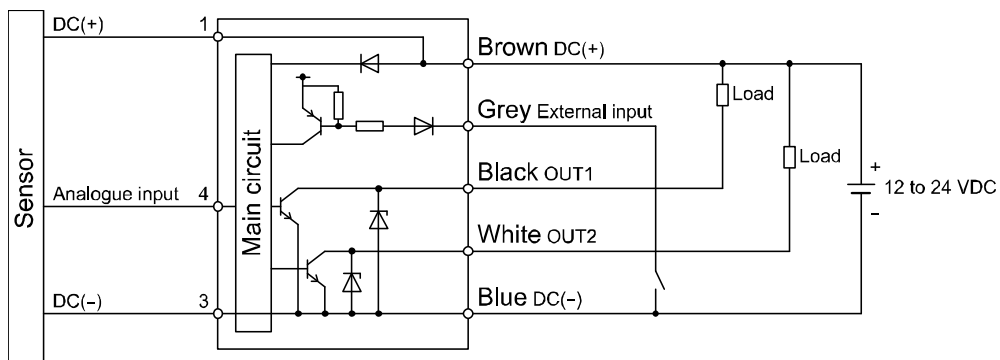 DC(+) 1
Brown DC(+)
Load
Grey External input
Load
Sensor
Main circuit
Black OUT1
Analogue input 4
+
12 to 24 VDC
−
White OUT2
DC(−) 3
Blue DC(−)